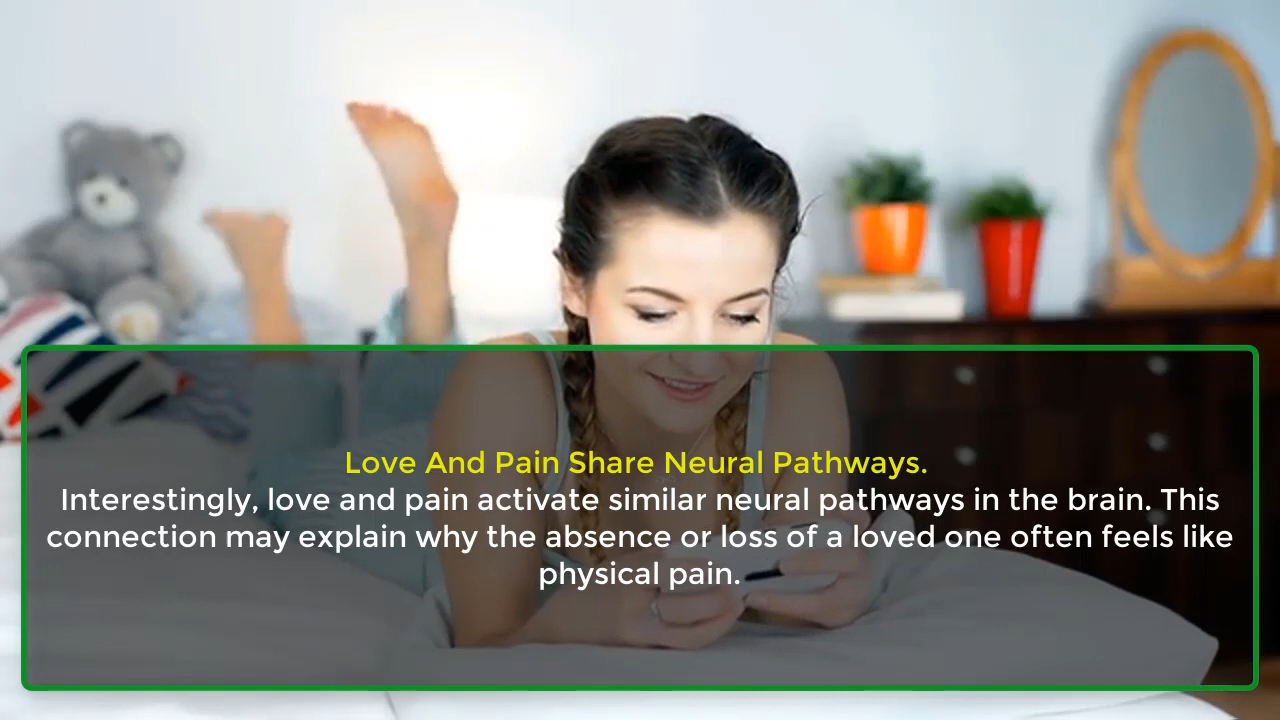 Love And Pain Share Neural Pathways.
Interestingly, love and pain activate similar neural pathways in the brain. This
connection may explain why the absence or loss of a loved one often feels like
physical pain.